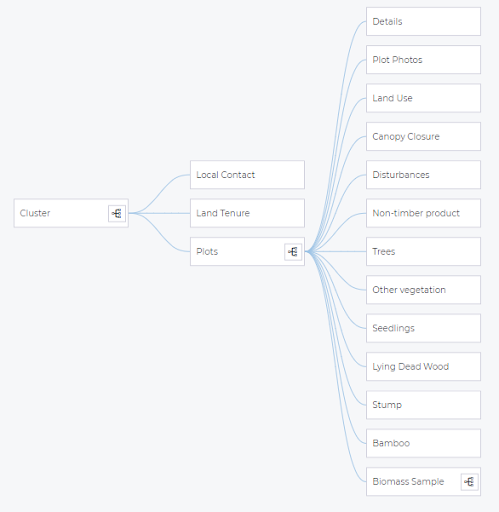 Cluster
Local Contact
Land Tenure
Plots
Details
Plot Photos
Land Use
Canopy Closure
Disturbances
Non-timber product
Trees
Other vegetation
Seedlings
Lying Dead Wood
Stump
Bamboo
Biomass Sample